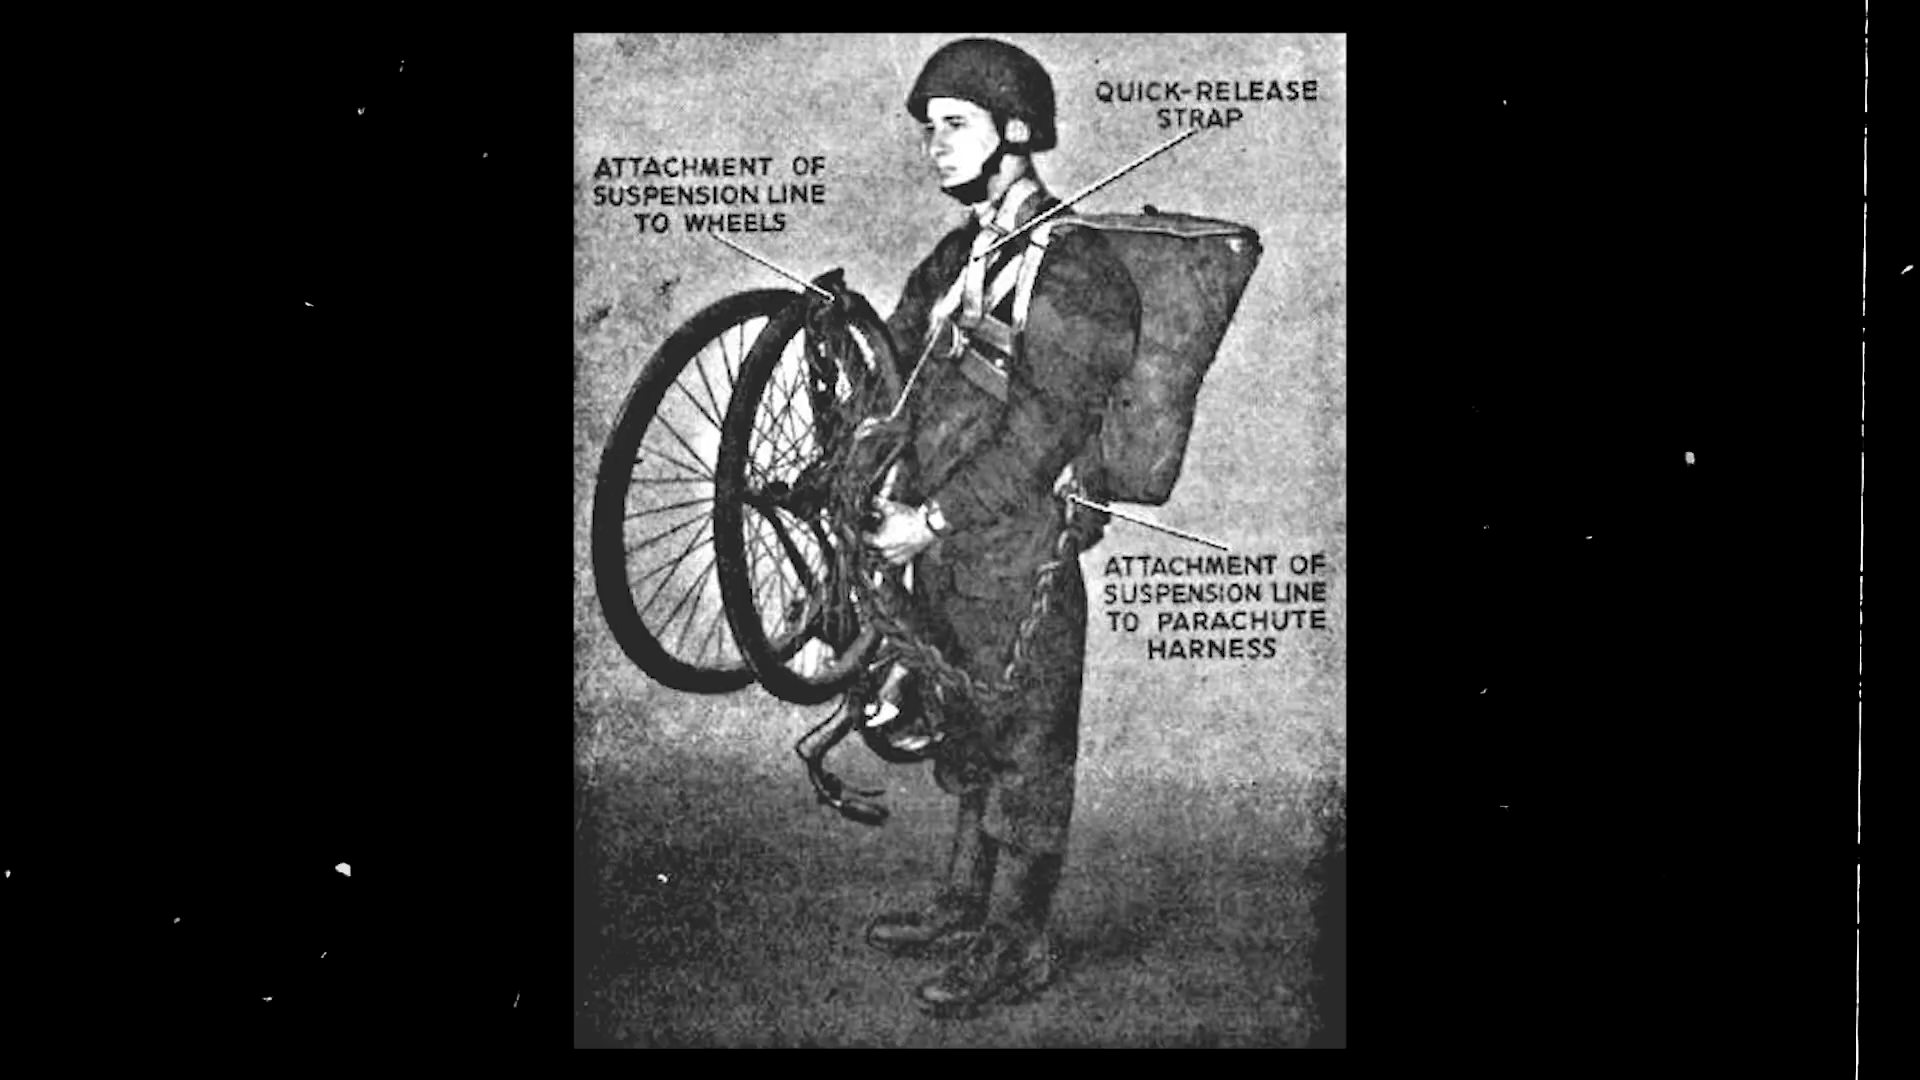 QUICK-RELEASE
STRAP
ATTACHMENT OF
SUSPENSION LINE
TO WHEELS
ATTACHMENT OF
SUSPENSION LINE
TO PARACHUTE
HARNESS